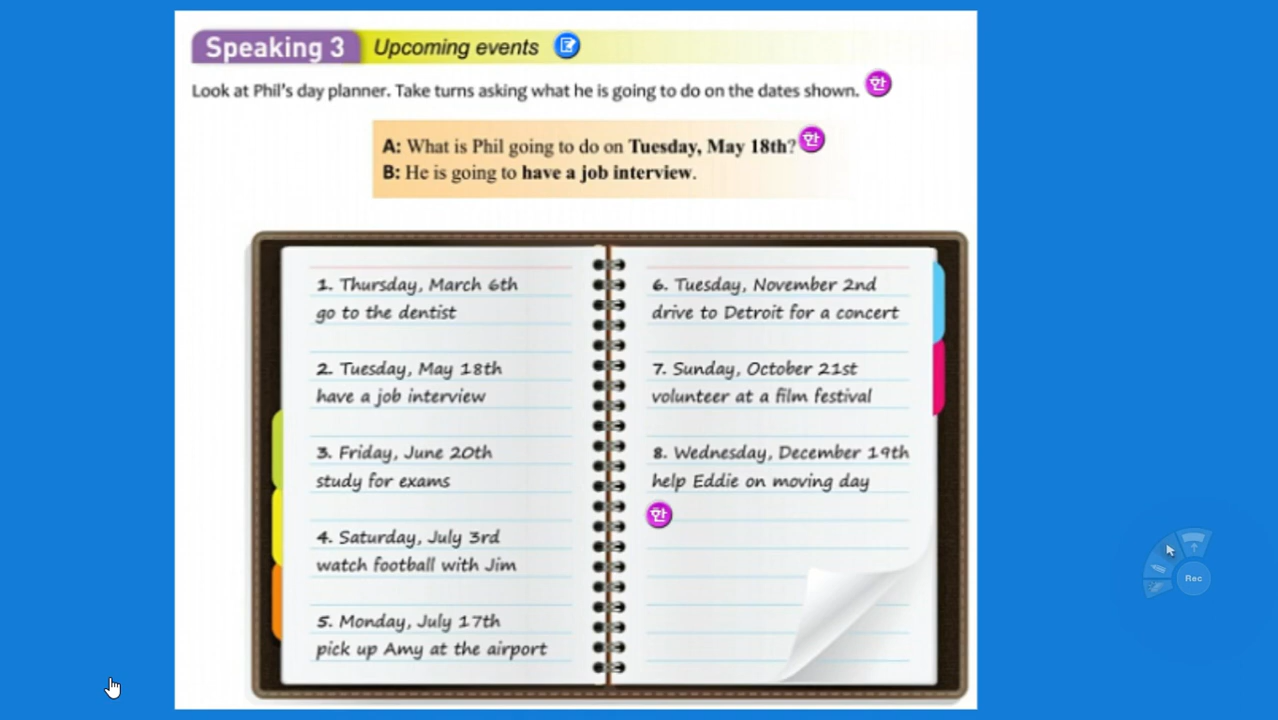 Speaking 3 Upcoming events
Look at Phil's day planner. Take turns asking what he is going to do on the dates shown. 한
A: What is Phil going to do on Tuesday, May 18th? 한
B: He is going to have a job interview.
1. Thursday, March 6th
go to the dentist
2. Tuesday, May 18th
have a job interview
3. Friday, June 20th
study for exams
4. Saturday, July 3rd
watch football with Jim
5. Monday, July 17th
pick up Amy at the airport
6. Tuesday, November 2nd
drive to Detroit for a concert
7. Sunday, October 21st
volunteer at a film festival
8. Wednesday, December 19th
help Eddie on moving day
한
Rec